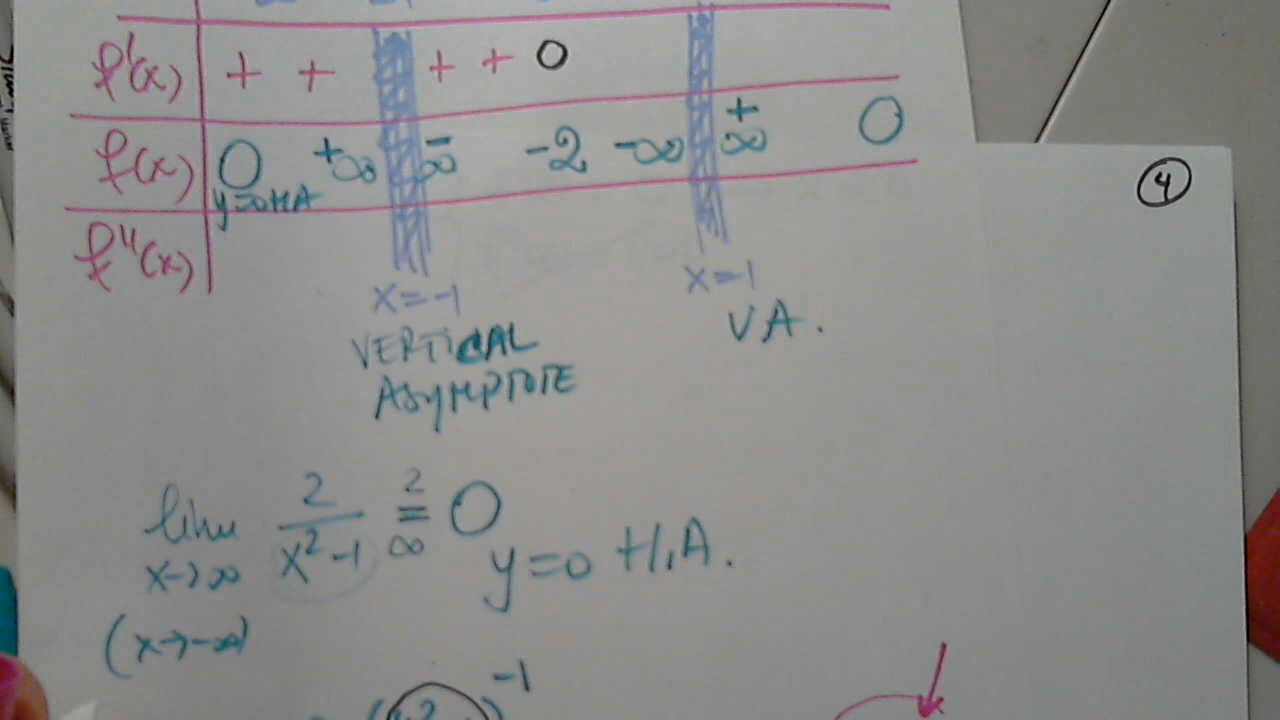 f'(x) + + + + 0
f(x) 0 +∞ -∞ -2 -∞ +∞ 0
y=0 HA
f''(x)
x=-1 x=1
VERTICAL ASYMPTOTE V A.
④
lim x→∞ 2/(x²-1) = 2/∞ = 0
y=0 H.A.
(x→-∞)
-1